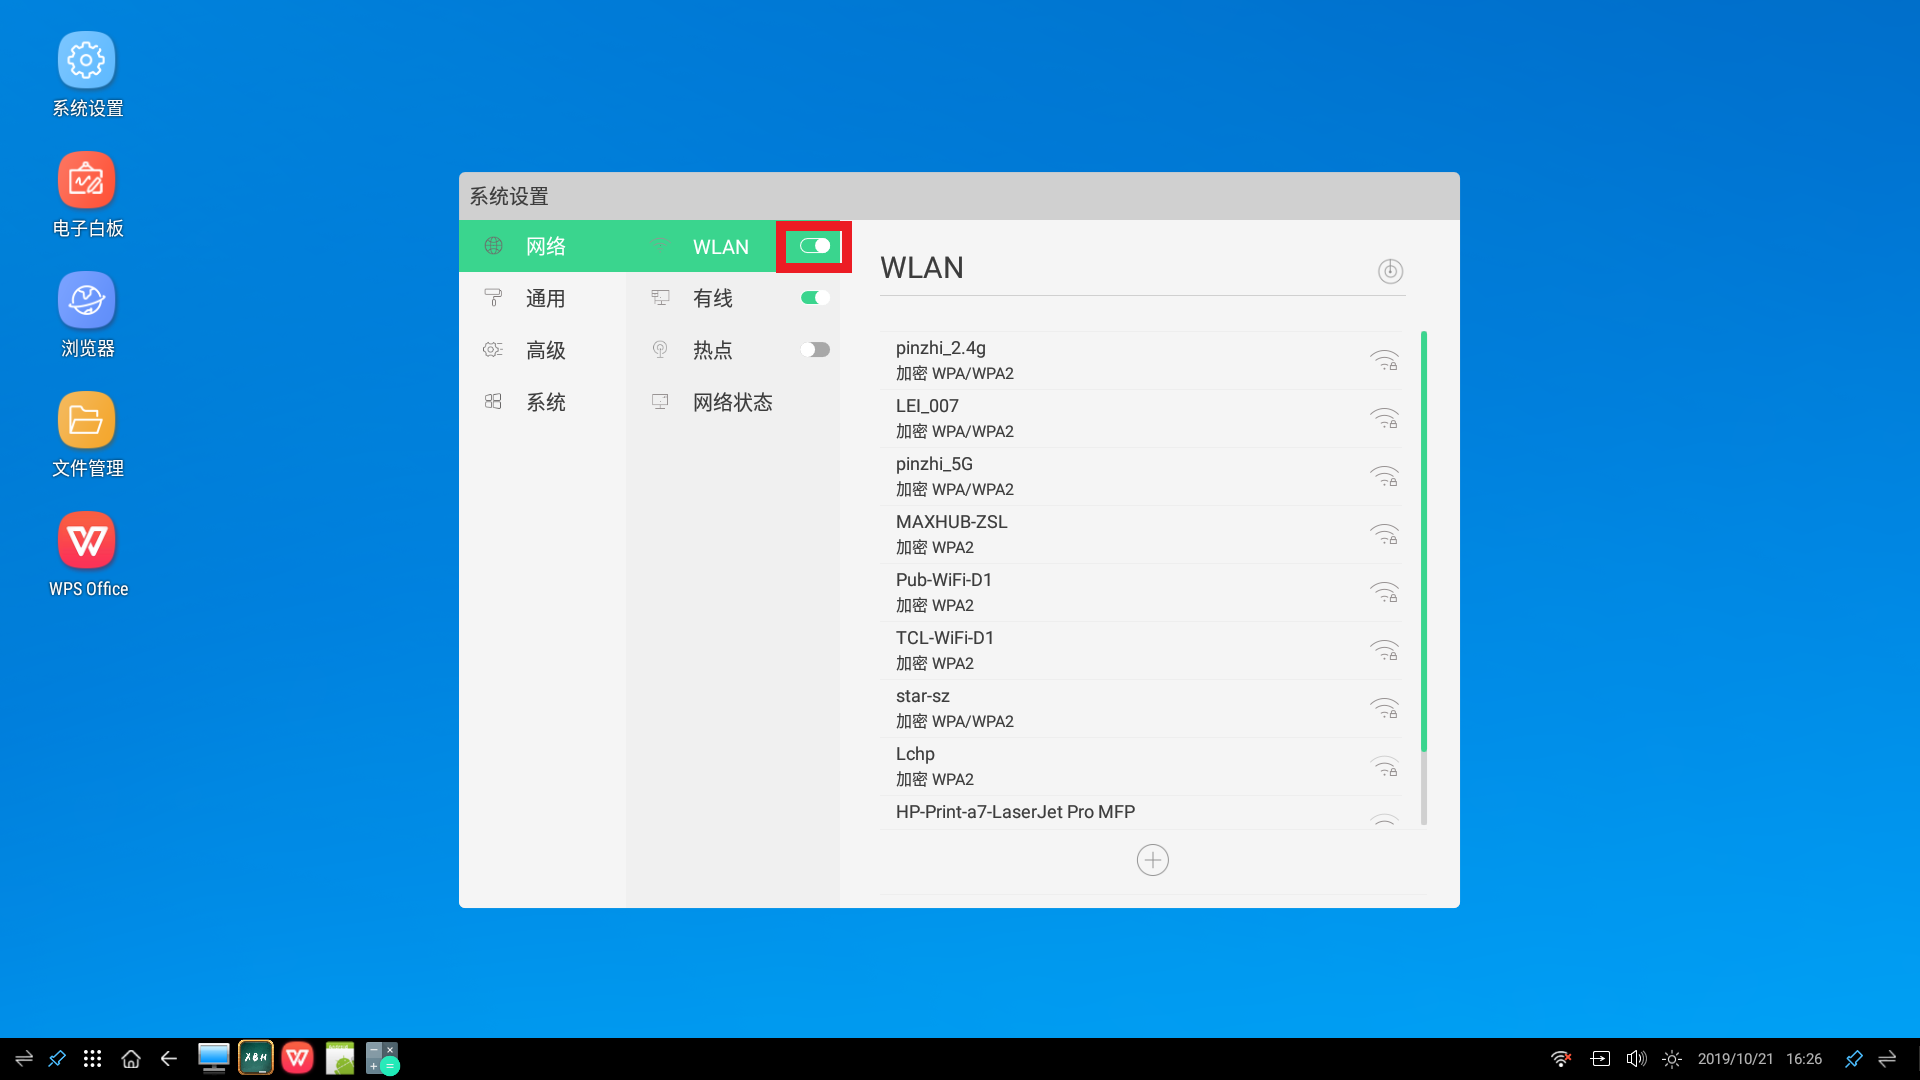 系统设置
电子白板
浏览器
文件管理
WPS Office
系统设置
网络
通用
高级
系统
WLAN
有线
热点
网络状态
WLAN
pinzhi_2.4g
加密 WPA/WPA2
LEI_007
加密 WPA/WPA2
pinzhi_5G
加密 WPA/WPA2
MAXHUB-ZSL
加密 WPA2
Pub-WiFi-D1
加密 WPA2
TCL-WiFi-D1
加密 WPA2
star-sz
加密 WPA/WPA2
Lchp
加密 WPA2
HP-Print-a7-LaserJet Pro MFP
XBH
2019/10/21 16:26